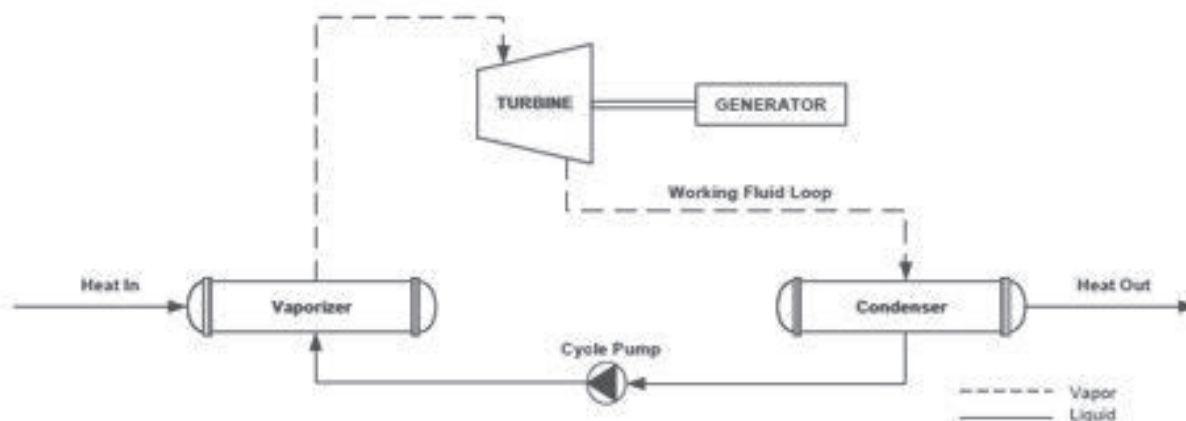 TURBINE
GENERATOR
Working Fluid Loop
Heat In
Vaporizer
Condenser
Heat Out
Cycle Pump
Vapor
Liquid